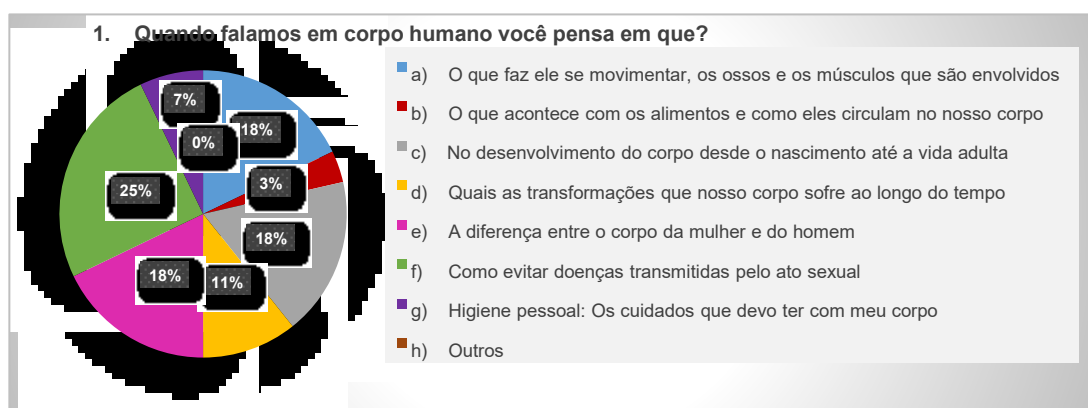 1. Quando falamos em corpo humano você pensa em que?
7%
18%
0%
3%
25%
18%
18%
11%
a) O que faz ele se movimentar, os ossos e os músculos que são envolvidos
b) O que acontece com os alimentos e como eles circulam no nosso corpo
c) No desenvolvimento do corpo desde o nascimento até a vida adulta
d) Quais as transformações que nosso corpo sofre ao longo do tempo
e) A diferença entre o corpo da mulher e do homem
f) Como evitar doenças transmitidas pelo ato sexual
g) Higiene pessoal: Os cuidados que devo ter com meu corpo
h) Outros